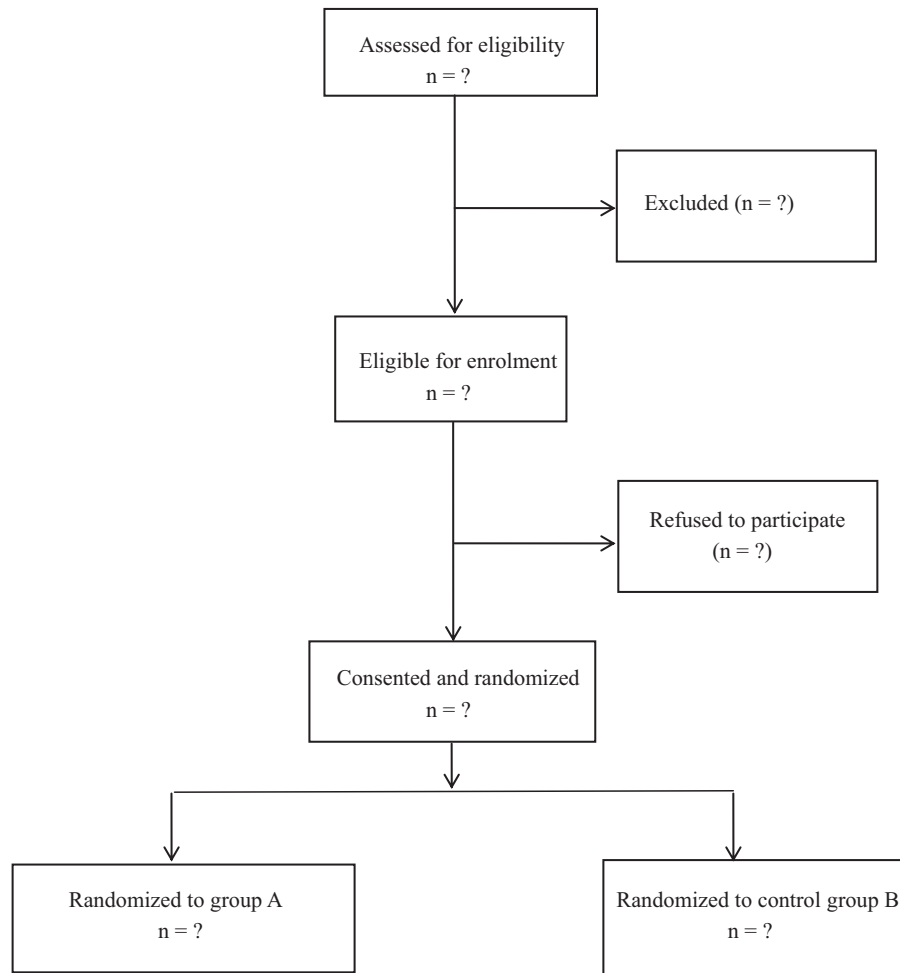 Assessed for eligibility
n = ?
Excluded (n = ?)
Eligible for enrolment
n = ?
Refused to participate
(n = ?)
Consented and randomized
n = ?
Randomized to group A
n = ?
Randomized to control group B
n = ?